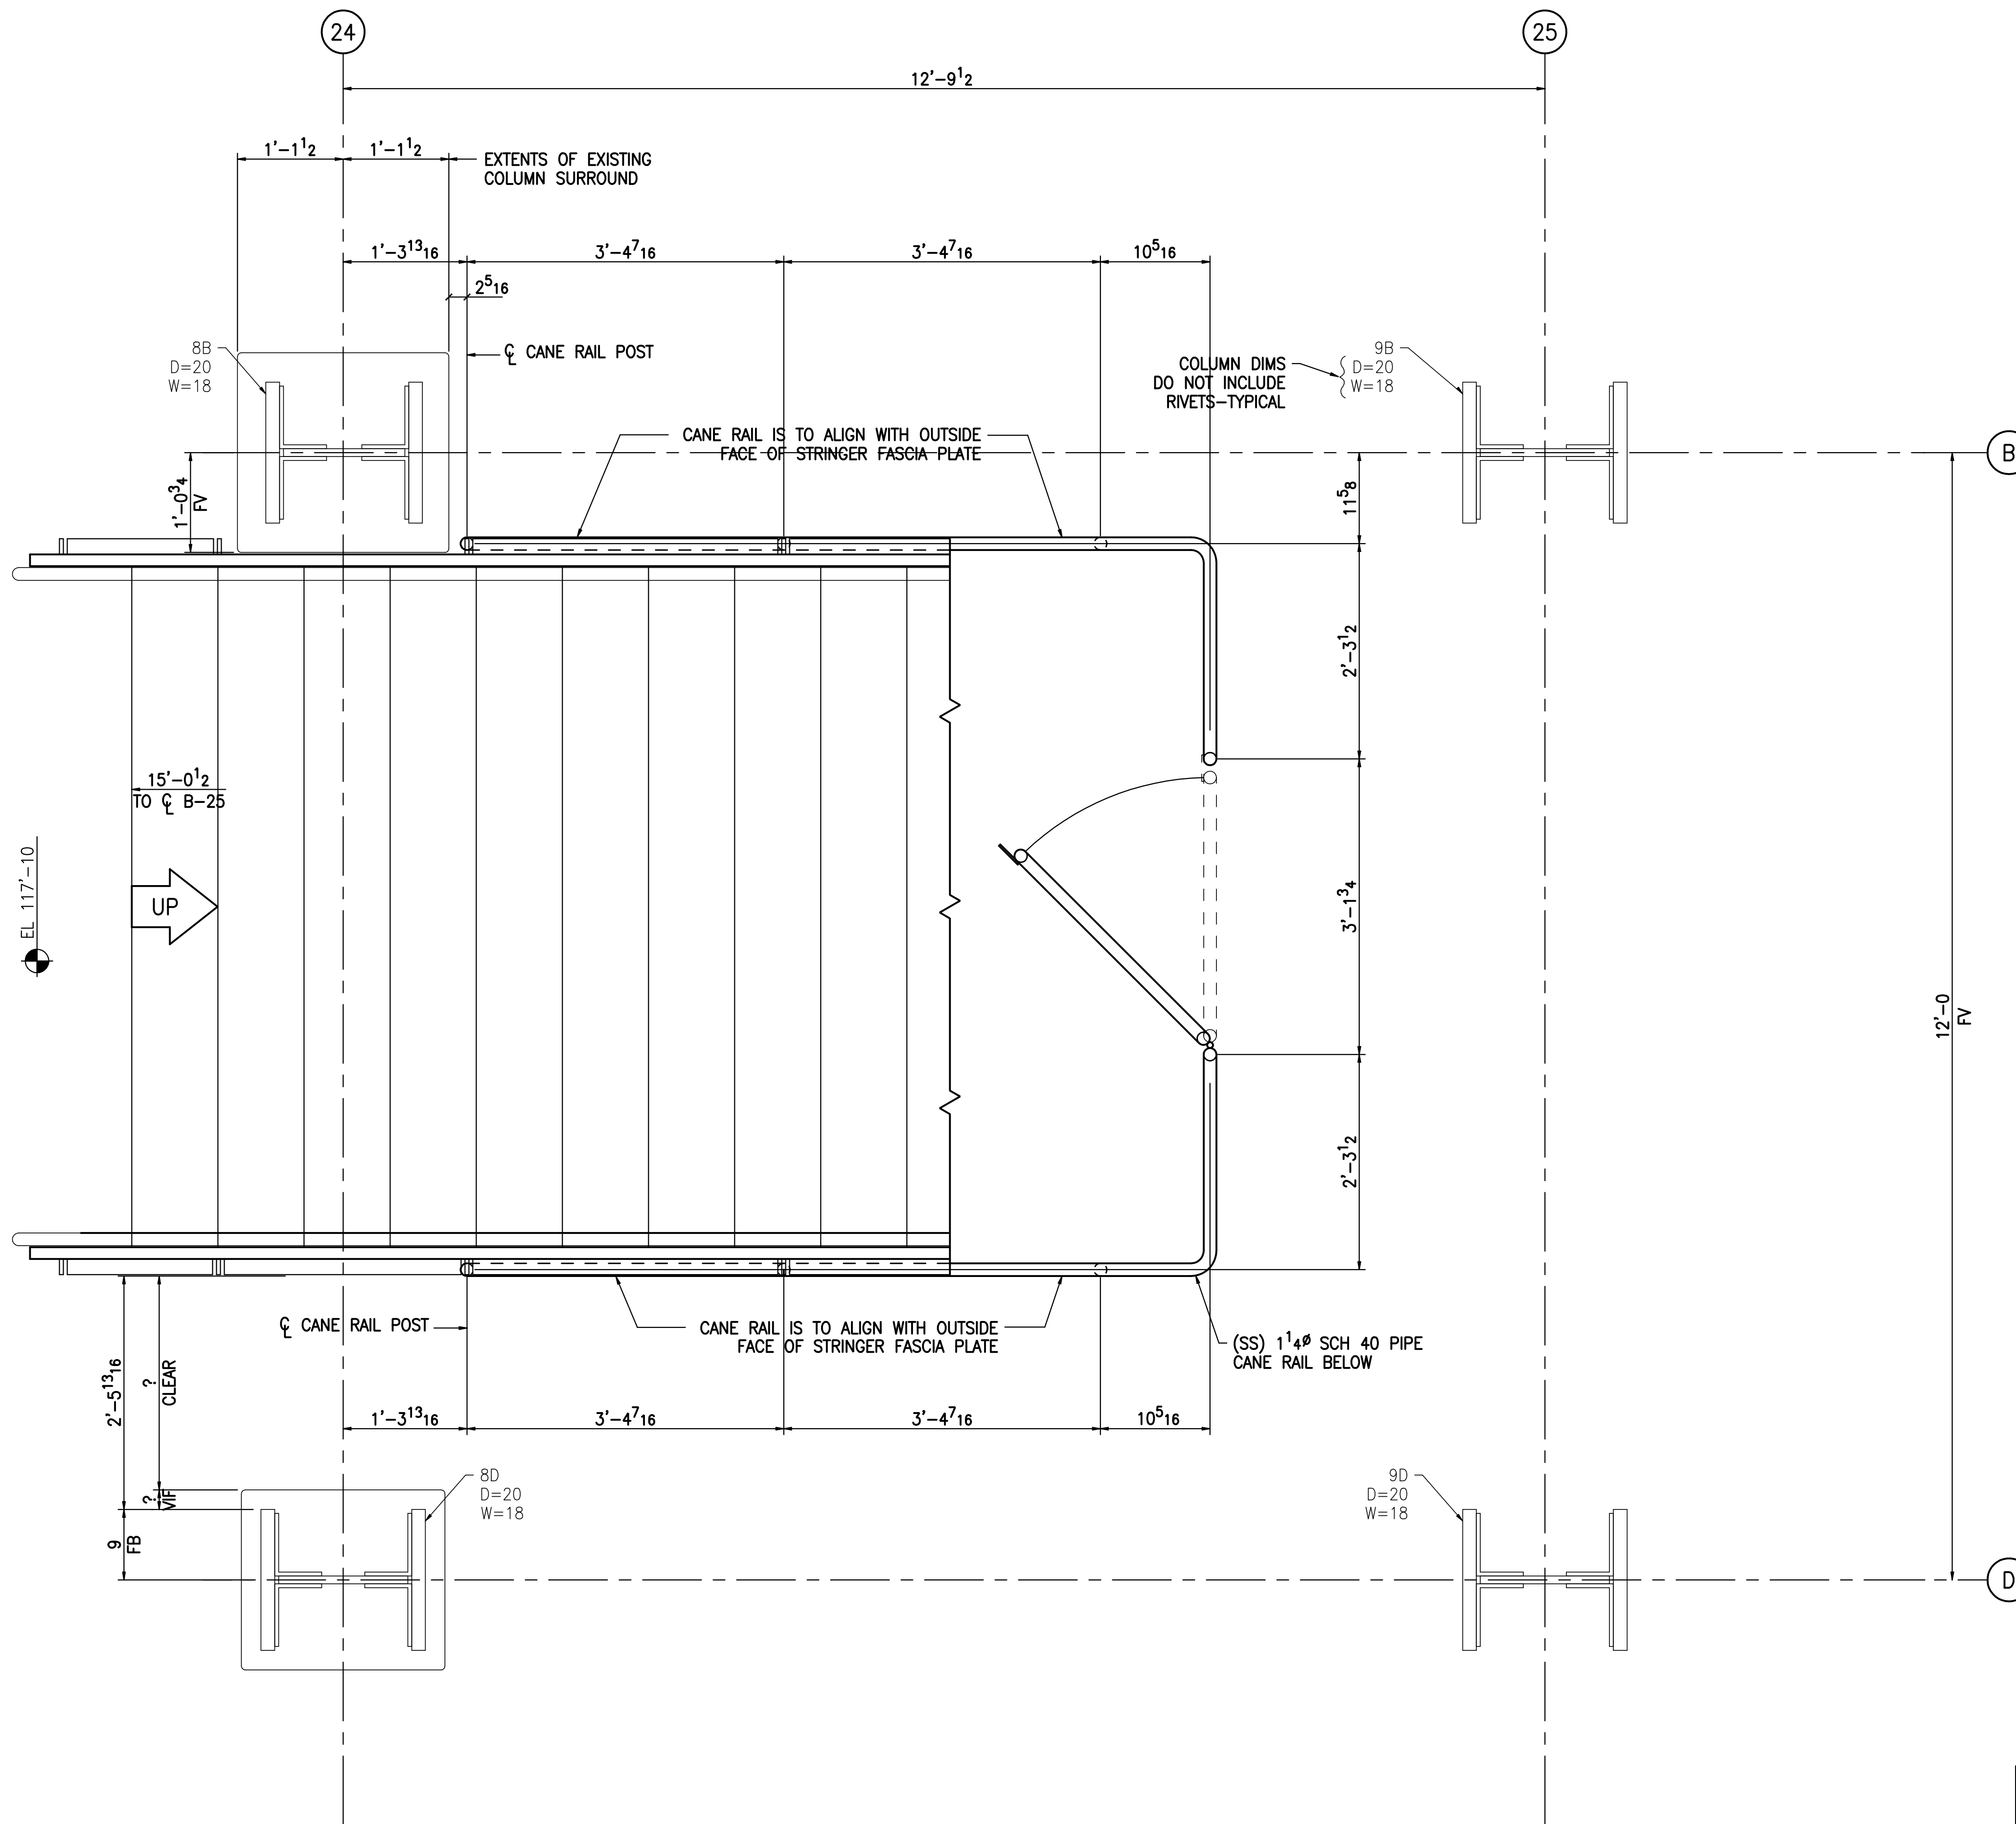 24
25
12'-9 1/2
1'-1 1/2
1'-1 1/2
EXTENTS OF EXISTING
COLUMN SURROUND
1'-3 13/16
3'-4 7/16
3'-4 7/16
10 5/16
2 5/16
8B
D=20
W=18
℄ CANE RAIL POST
COLUMN DIMS
DO NOT INCLUDE
RIVETS-TYPICAL
9B
D=20
W=18
CANE RAIL IS TO ALIGN WITH OUTSIDE
FACE OF STRINGER FASCIA PLATE
B
1'-0 3/4
FV
11 5/8
2'-3 1/2
15'-0 1/2
TO ℄ B-25
EL 117'-10
UP
3'-1 3/4
12'-0
FV
2'-3 1/2
℄ CANE RAIL POST
CANE RAIL IS TO ALIGN WITH OUTSIDE
FACE OF STRINGER FASCIA PLATE
(SS) 1 1/4ø SCH 40 PIPE
CANE RAIL BELOW
2'-5 13/16
?
CLEAR
1'-3 13/16
3'-4 7/16
3'-4 7/16
10 5/16
?
VIF
8D
D=20
W=18
9D
D=20
W=18
9
FB
D